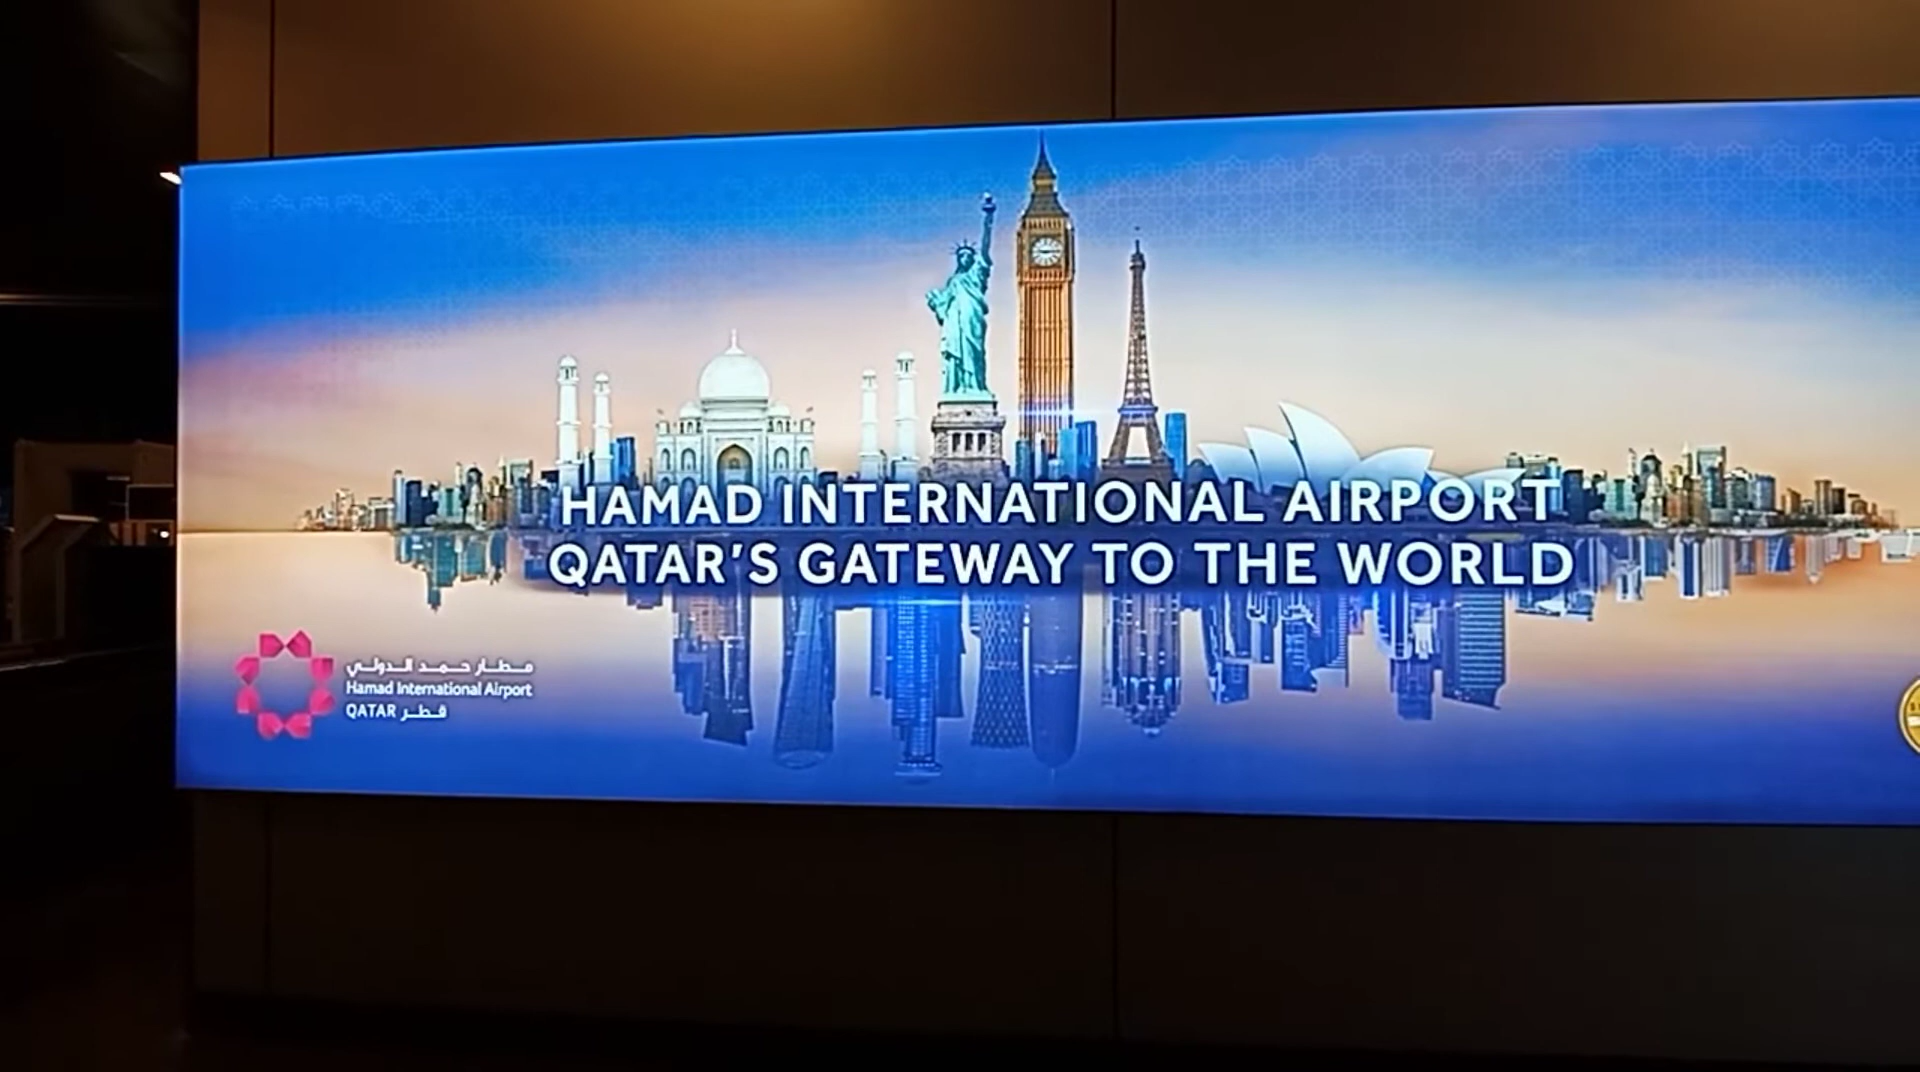 HAMAD INTERNATIONAL AIRPORT
QATAR'S GATEWAY TO THE WORLD
مطار حمد الدولي
Hamad International Airport
QATAR قطر